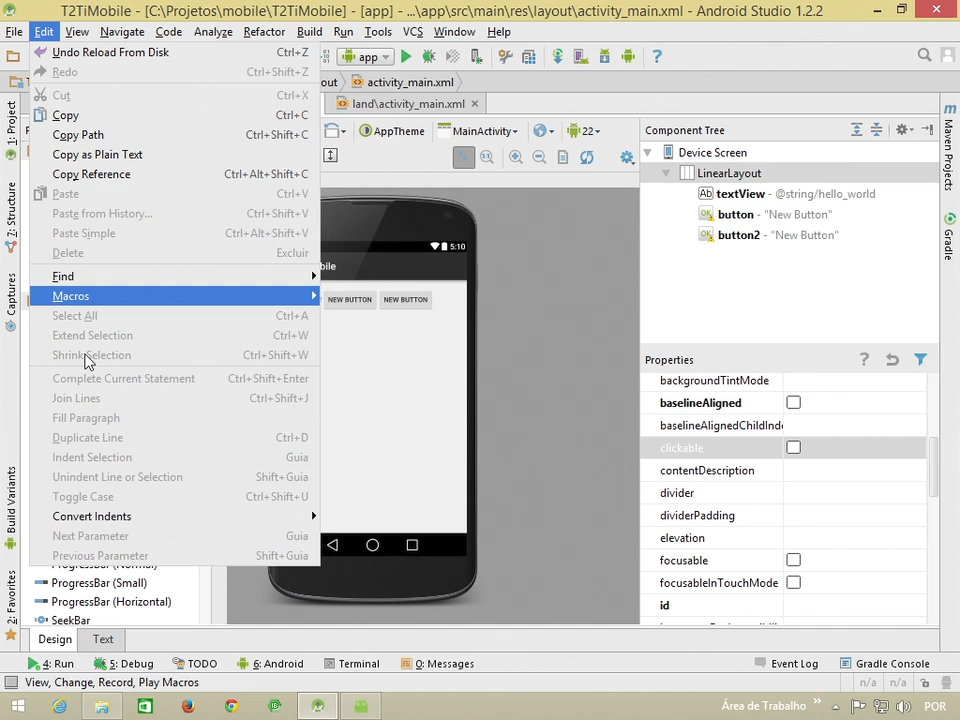 T2TiMobile - [C:\Projetos\mobile\T2TiMobile] - [app] - ...\app\src\main\res\layout\activity_main.xml - Android Studio 1.2.2
File Edit View Navigate Code Analyze Refactor Build Run Tools VCS Window Help
Undo Reload From Disk Ctrl+Z
app
Redo Ctrl+Shift+Z
out activity_main.xml
Cut Ctrl+X
land\activity_main.xml
Copy Ctrl+C
Copy Path Ctrl+Shift+C
AppTheme MainActivity 22
Component Tree
Copy as Plain Text
Device Screen
Copy Reference Ctrl+Alt+Shift+C
LinearLayout
Paste Ctrl+V
Ab textView - @string/hello_world
Paste from History... Ctrl+Shift+V
OK button - "New Button"
Paste Simple Ctrl+Alt+Shift+V
OK button2 - "New Button"
Delete Excluir
5:10
bile
Find
Macros
NEW BUTTON NEW BUTTON
Select All Ctrl+A
Extend Selection Ctrl+W
Shrink Selection Ctrl+Shift+W
Properties
Complete Current Statement Ctrl+Shift+Enter
backgroundTintMode
Join Lines Ctrl+Shift+J
baselineAligned
Fill Paragraph
baselineAlignedChildInde
Duplicate Line Ctrl+D
clickable
Indent Selection Guia
contentDescription
Unindent Line or Selection Shift+Guia
divider
Toggle Case Ctrl+Shift+U
dividerPadding
Convert Indents
Next Parameter Guia
elevation
Previous Parameter Shift+Guia
focusable
ProgressBar (Normal)
ProgressBar (Small)
focusableInTouchMode
ProgressBar (Horizontal)
id
SeekBar
Design Text
1: Project
7: Structure
Captures
Build Variants
2: Favorites
Maven Projects
Gradle
4: Run 5: Debug TODO 6: Android Terminal 0: Messages Event Log Gradle Console
View, Change, Record, Play Macros n/a n/a
Área de Trabalho POR